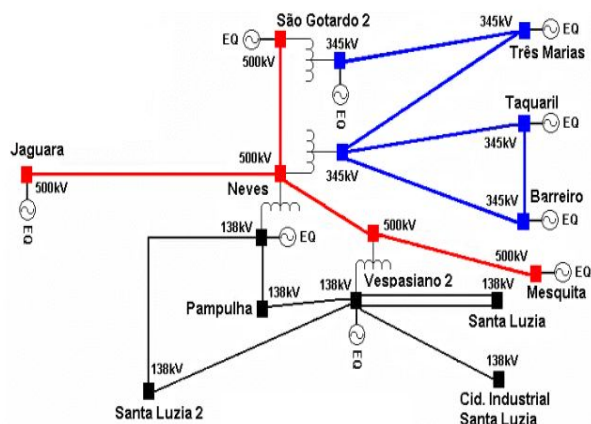 São Gotardo 2
EQ
500kV
345kV
EQ
345kV
EQ
Três Marias
Taquaril
EQ
345kV
Jaguara
500kV
EQ
500kV
Neves
345kV
345kV
Barreiro
EQ
138kV
EQ
500kV
500kV
EQ
Mesquita
Vespasiano 2
Pampulha
138kV
138kV
138kV
EQ
138kV
Santa Luzia
138kV
Santa Luzia 2
138kV
Cid. Industrial
Santa Luzia